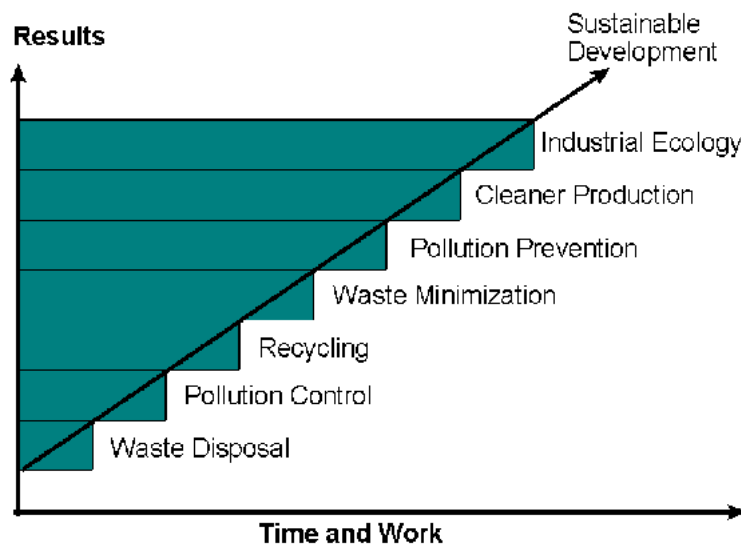 Results
Sustainable
Development
Industrial Ecology
Cleaner Production
Pollution Prevention
Waste Minimization
Recycling
Pollution Control
Waste Disposal
Time and Work